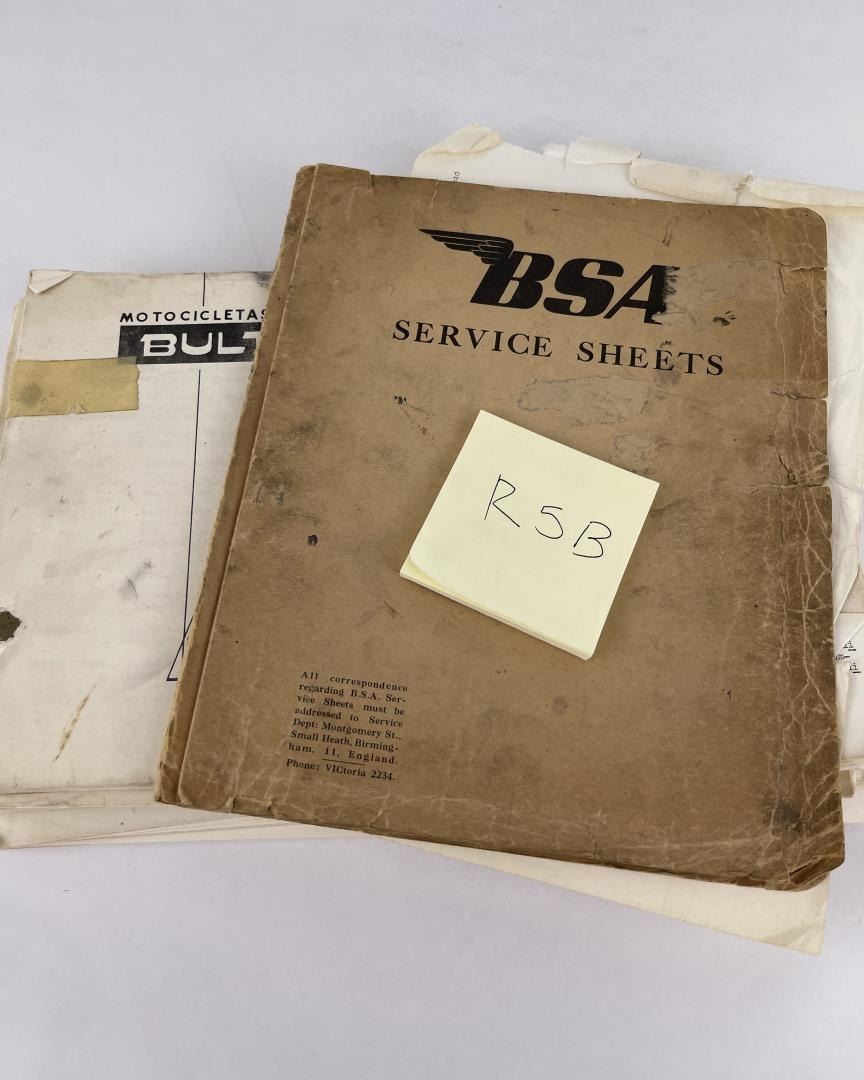 MOTOCICLETAS
BUL
BSA
SERVICE SHEETS
R5B
All correspondence
regarding B.S.A. Ser-
vice Sheets must be
addressed to Service
Dept: Montgomery St.,
Small Heath, Birming-
ham, 11, England.
Phone: VICtoria 2234.